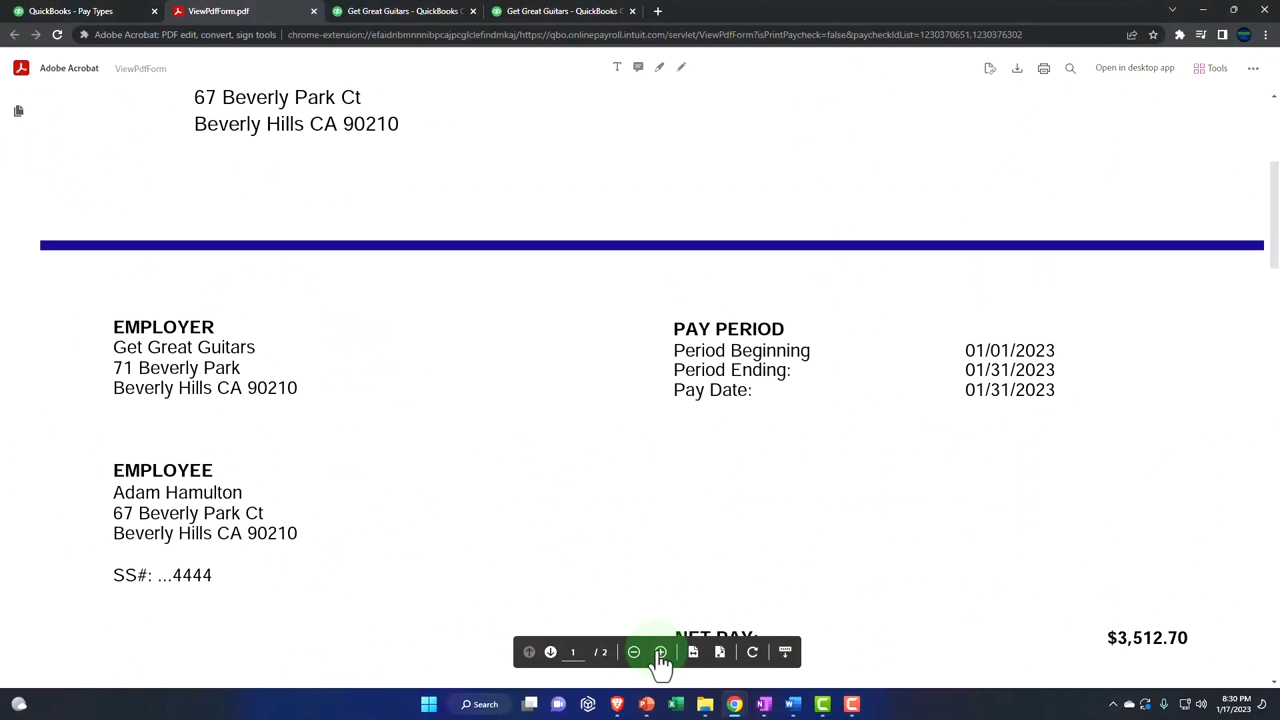 Pay Types
ViewPdfForm
Get Great Guitars - QuickBooks C
Get Great Guitars - QuickBooks C
Adobe Acrobat: PDF edit, convert, sign tools
chrome-extension://efaidnbmnnnibpcajpcglclefindmkaj/https://qbo.onlinepayroll.intuit.com/servlet/ViewPdfForm?isPrintPaycheck=false&paycheckIdList=1230370651,1230376302
Adobe Acrobat
ViewPdfForm
Open in desktop app
Tools
67 Beverly Park Ct
Beverly Hills CA 90210
EMPLOYER
Get Great Guitars
71 Beverly Park
Beverly Hills CA 90210
PAY PERIOD
Period Beginning 01/01/2023
Period Ending: 01/31/2023
Pay Date: 01/31/2023
EMPLOYEE
Adam Hamulton
67 Beverly Park Ct
Beverly Hills CA 90210
SS#: ...4444
NET PAY: $3,512.70
1 / 2
Search
8:30 PM
1/17/2023